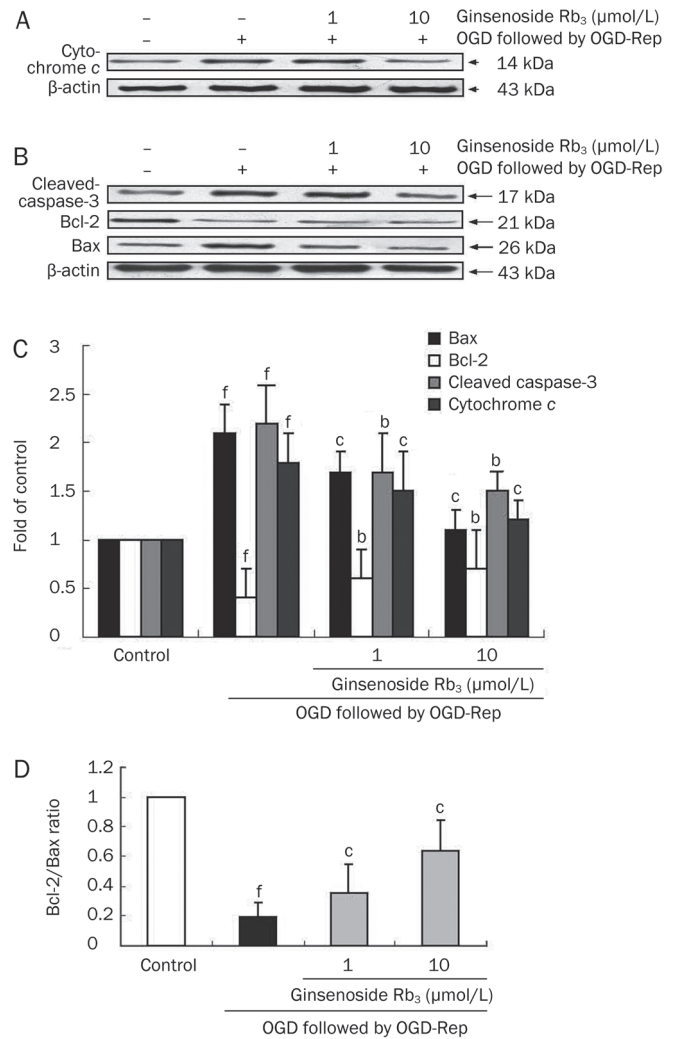 A
– – 1 10 Ginsenoside Rb₃ (µmol/L)
– + + + OGD followed by OGD-Rep
Cyto-
chrome c 14 kDa
β-actin 43 kDa
B
– – 1 10 Ginsenoside Rb₃ (µmol/L)
– + + + OGD followed by OGD-Rep
Cleaved-
caspase-3 17 kDa
Bcl-2 21 kDa
Bax 26 kDa
β-actin 43 kDa
C
Bax
Bcl-2
Cleaved caspase-3
Cytochrome c
Fold of control
3
2.5
2
1.5
1
0.5
0
f f f f
c b b c
c b b c
Control 1 10
Ginsenoside Rb₃ (µmol/L)
OGD followed by OGD-Rep
D
Bcl-2/Bax ratio
1.2
1
0.8
0.6
0.4
0.2
0
f c c
Control 1 10
Ginsenoside Rb₃ (µmol/L)
OGD followed by OGD-Rep